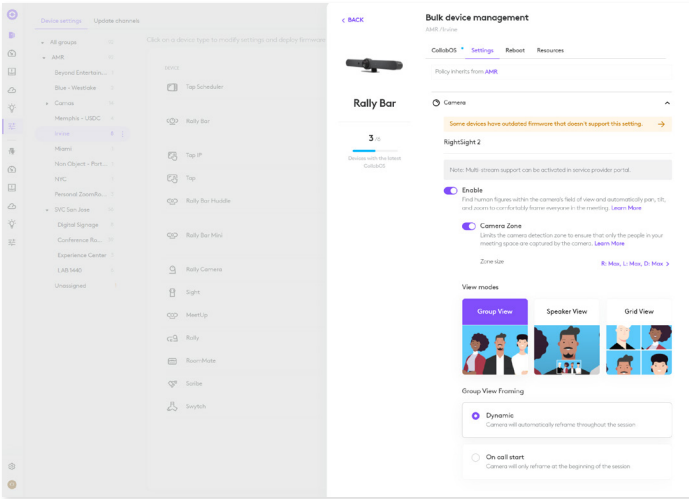 Device settings
Update channels
All groups
AMR
Beyond Entertain...
Blue - Westlake
Canvas
Memphis - USDC
Irvine
Miami
Non Object - Port...
NYC
Personal ZoomRo...
SVC San Jose
Digital Signage
Conference Ro...
Experience Center
LAB 1440
Unassigned
Click on a device type to modify settings and deploy firmware
Tap Scheduler
Rally Bar
Tap IP
Tap
Rally Bar Huddle
Rally Bar Mini
Rally Camera
Sight
MeetUp
Rally
RoomMate
Scribe
Swytch
< BACK
Rally Bar
3
Devices with the latest
CollabOS
Bulk device management
AMR /Irvine
CollabOS
Settings
Reboot
Resources
Policy inherits from AMR
Camera
Some devices have outdated firmware that doesn't support this setting. →
RightSight 2
Note: Multi-stream support can be activated in service provider portal.
Enable
Find human figures within the camera's field of view and automatically pan, tilt,
and zoom to comfortably frame everyone in the meeting. Learn More
Camera Zone
Limits the camera detection zone to ensure that only the people in your
meeting space are captured by the camera. Learn More
Zone size
R: Max, L: Max, D: Max >
View modes
Group View
Speaker View
Grid View
Group View Framing
Dynamic
Camera will automatically reframe throughout the session
On call start
Camera will only reframe at the beginning of the session